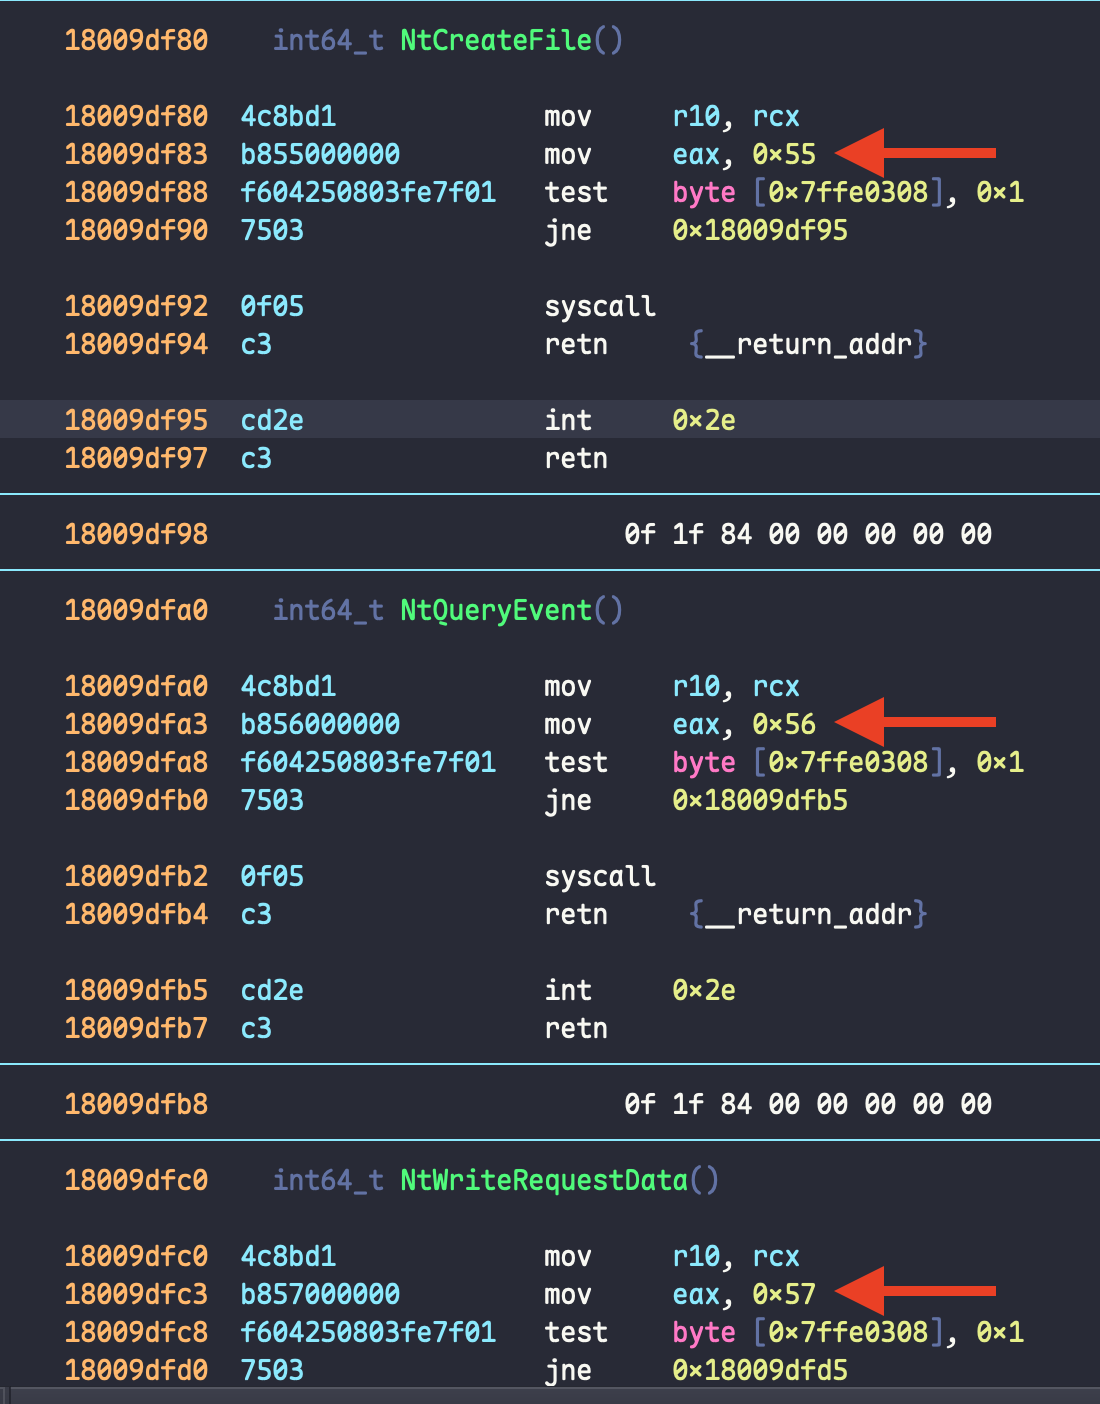 18009df80 int64_t NtCreateFile()
18009df80 4c8bd1 mov r10, rcx
18009df83 b855000000 mov eax, 0x55
18009df88 f604250803fe7f01 test byte [0x7ffe0308], 0x1
18009df90 7503 jne 0x18009df95
18009df92 0f05 syscall
18009df94 c3 retn {__return_addr}
18009df95 cd2e int 0x2e
18009df97 c3 retn
18009df98 0f 1f 84 00 00 00 00 00
18009dfa0 int64_t NtQueryEvent()
18009dfa0 4c8bd1 mov r10, rcx
18009dfa3 b856000000 mov eax, 0x56
18009dfa8 f604250803fe7f01 test byte [0x7ffe0308], 0x1
18009dfb0 7503 jne 0x18009dfb5
18009dfb2 0f05 syscall
18009dfb4 c3 retn {__return_addr}
18009dfb5 cd2e int 0x2e
18009dfb7 c3 retn
18009dfb8 0f 1f 84 00 00 00 00 00
18009dfc0 int64_t NtWriteRequestData()
18009dfc0 4c8bd1 mov r10, rcx
18009dfc3 b857000000 mov eax, 0x57
18009dfc8 f604250803fe7f01 test byte [0x7ffe0308], 0x1
18009dfd0 7503 jne 0x18009dfd5